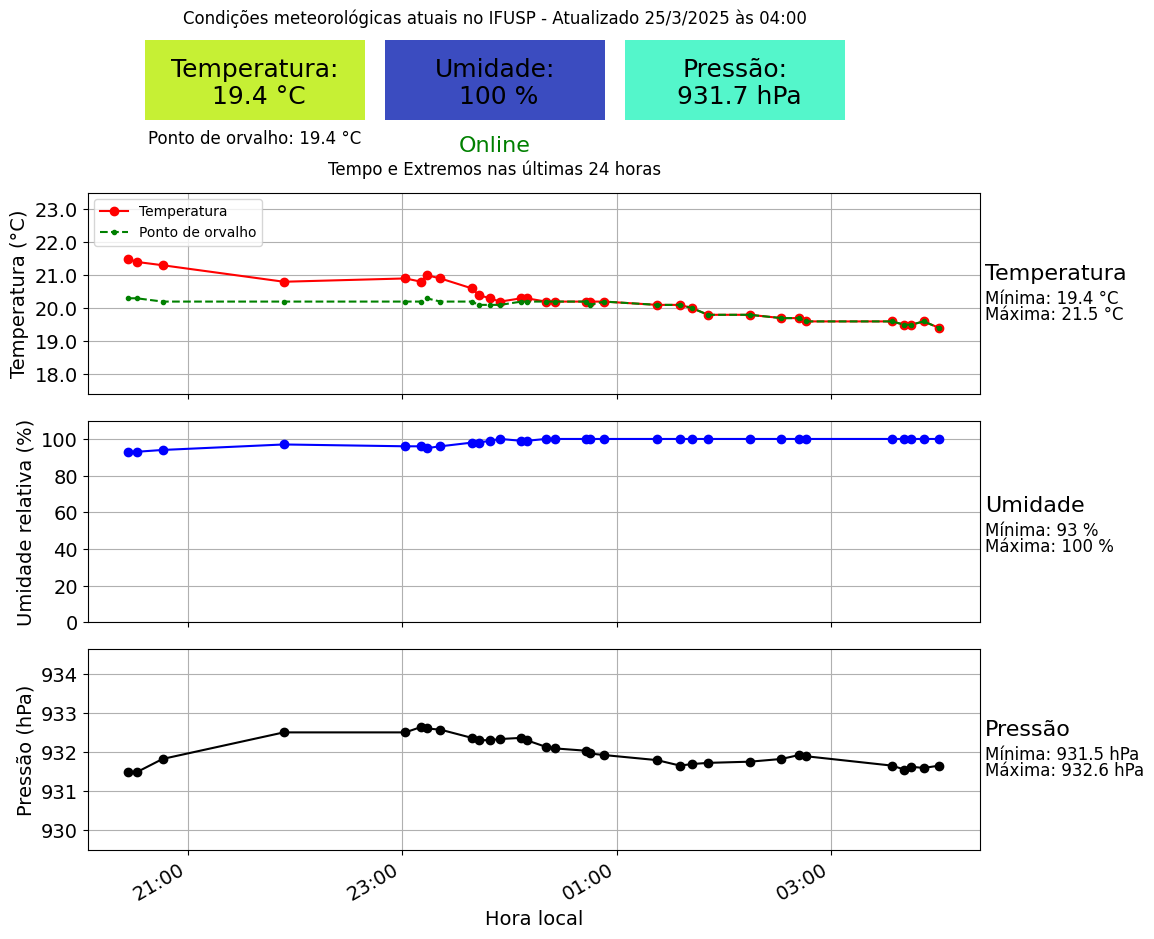 Condições meteorológicas atuais no IFUSP - Atualizado 25/3/2025 às 04:00
Temperatura:
19.4 °C
Umidade:
100 %
Pressão:
931.7 hPa
Ponto de orvalho: 19.4 °C
Online
Tempo e Extremos nas últimas 24 horas
Temperatura (°C)
23.0
22.0
21.0
20.0
19.0
18.0
Temperatura
Ponto de orvalho
Temperatura
Mínima: 19.4 °C
Máxima: 21.5 °C
Umidade relativa (%)
100
80
60
40
20
0
Umidade
Mínima: 93 %
Máxima: 100 %
Pressão (hPa)
934
933
932
931
930
Pressão
Mínima: 931.5 hPa
Máxima: 932.6 hPa
21:00
23:00
01:00
03:00
Hora local